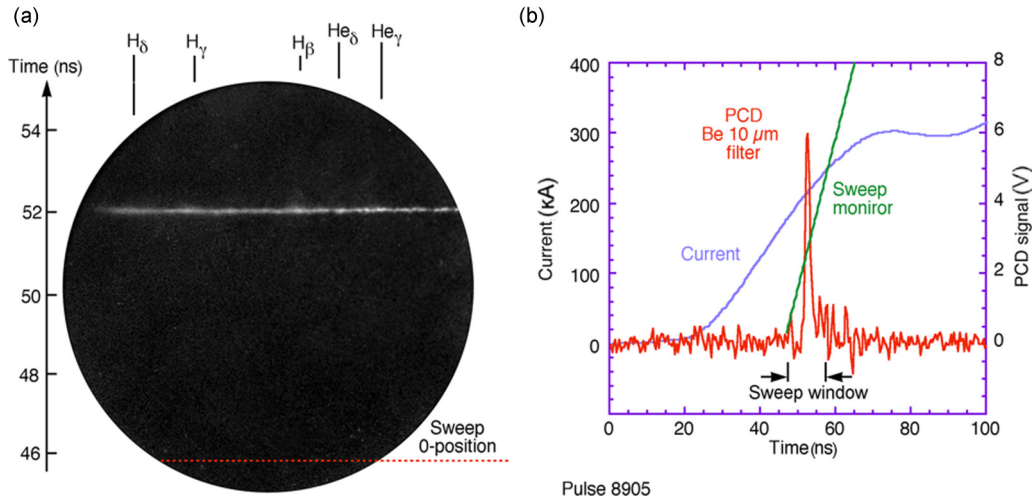 (a)
Hδ
Hγ
Hβ
Heδ
Heγ
Time (ns)
54
52
50
48
46
Sweep
0-position
(b)
400
300
200
100
0
Current (кA)
8
6
4
2
0
PCD signal (V)
PCD
Be 10 µm
filter
Sweep
moniror
Current
Sweep window
0 20 40 60 80 100
Time(ns)
Pulse 8905